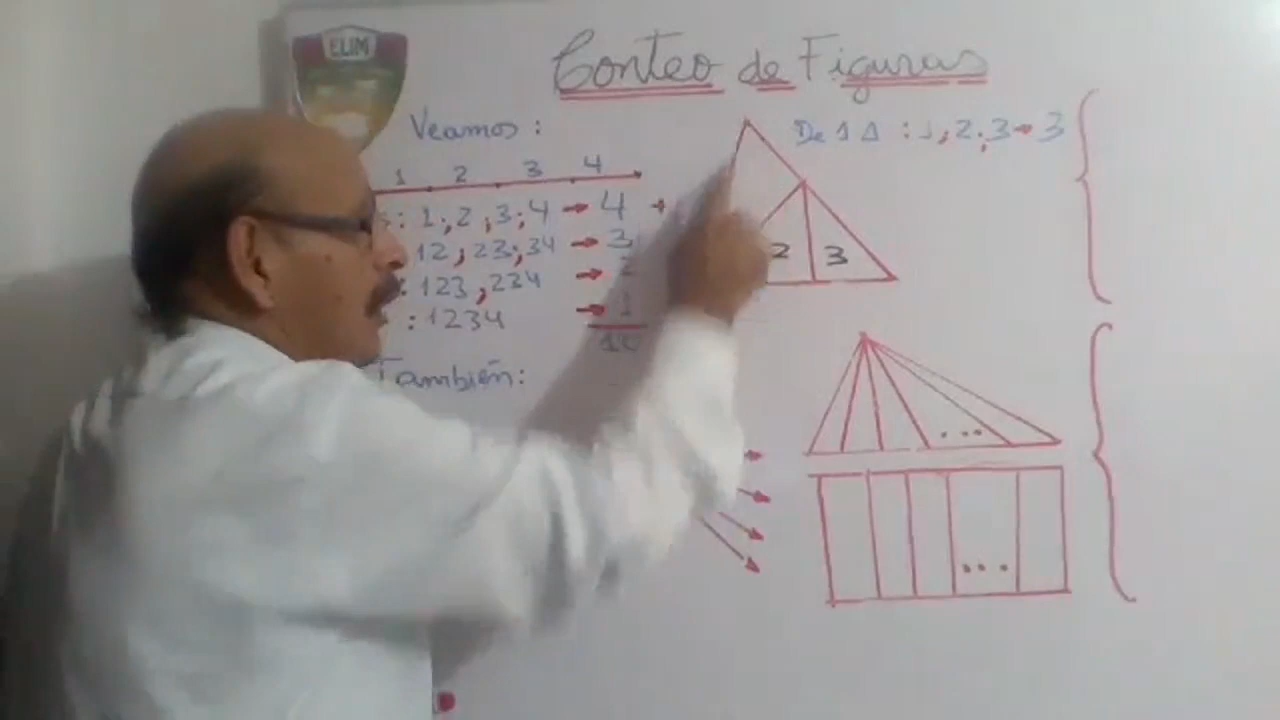 ELIM
Conteo de Figuras
Veamos :
De 1 Δ : 1, 2, 3 → 3
1 2 3 4
: 1, 2, 3, 4 → 4 +
12, 23, 34 → 3
: 123, 234 →
: 1234 → 1
10
2 3
También:
...
...